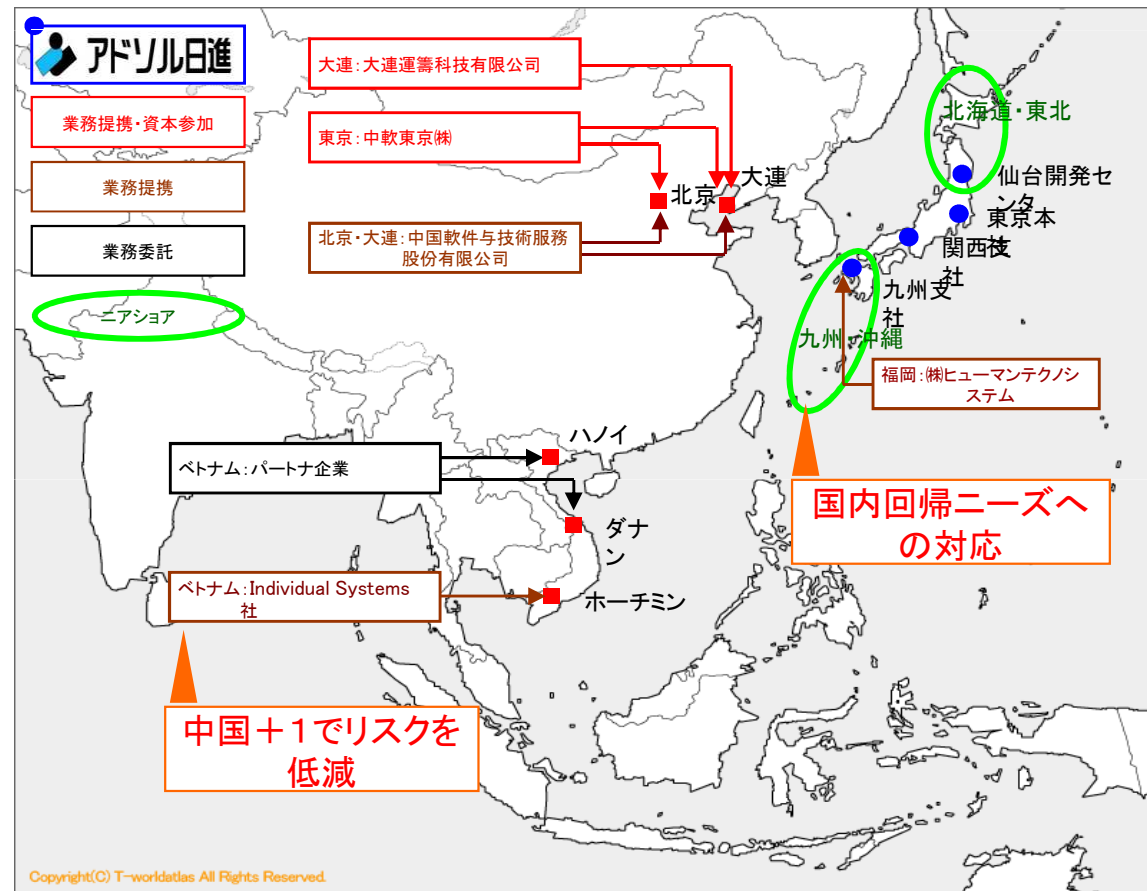 アドソル日進
業務提携・資本参加
業務提携
業務委託
ニアショア
大連：大連運籌科技有限公司
東京：中軟東京㈱
北京・大連：中国軟件与技術服務
股份有限公司
北京
大連
北海道・東北
仙台開発セ
ンタ
東京本
社
関西支
社
九州支
社
九州・沖縄
福岡：㈱ヒューマンテクノシ
ステム
国内回帰ニーズへ
の対応
ベトナム：パートナ企業
ハノイ
ダナ
ン
ベトナム：Individual Systems
社
ホーチミン
中国＋１でリスクを
低減
Copyright(C) T-worldatlas All Rights Reserved.